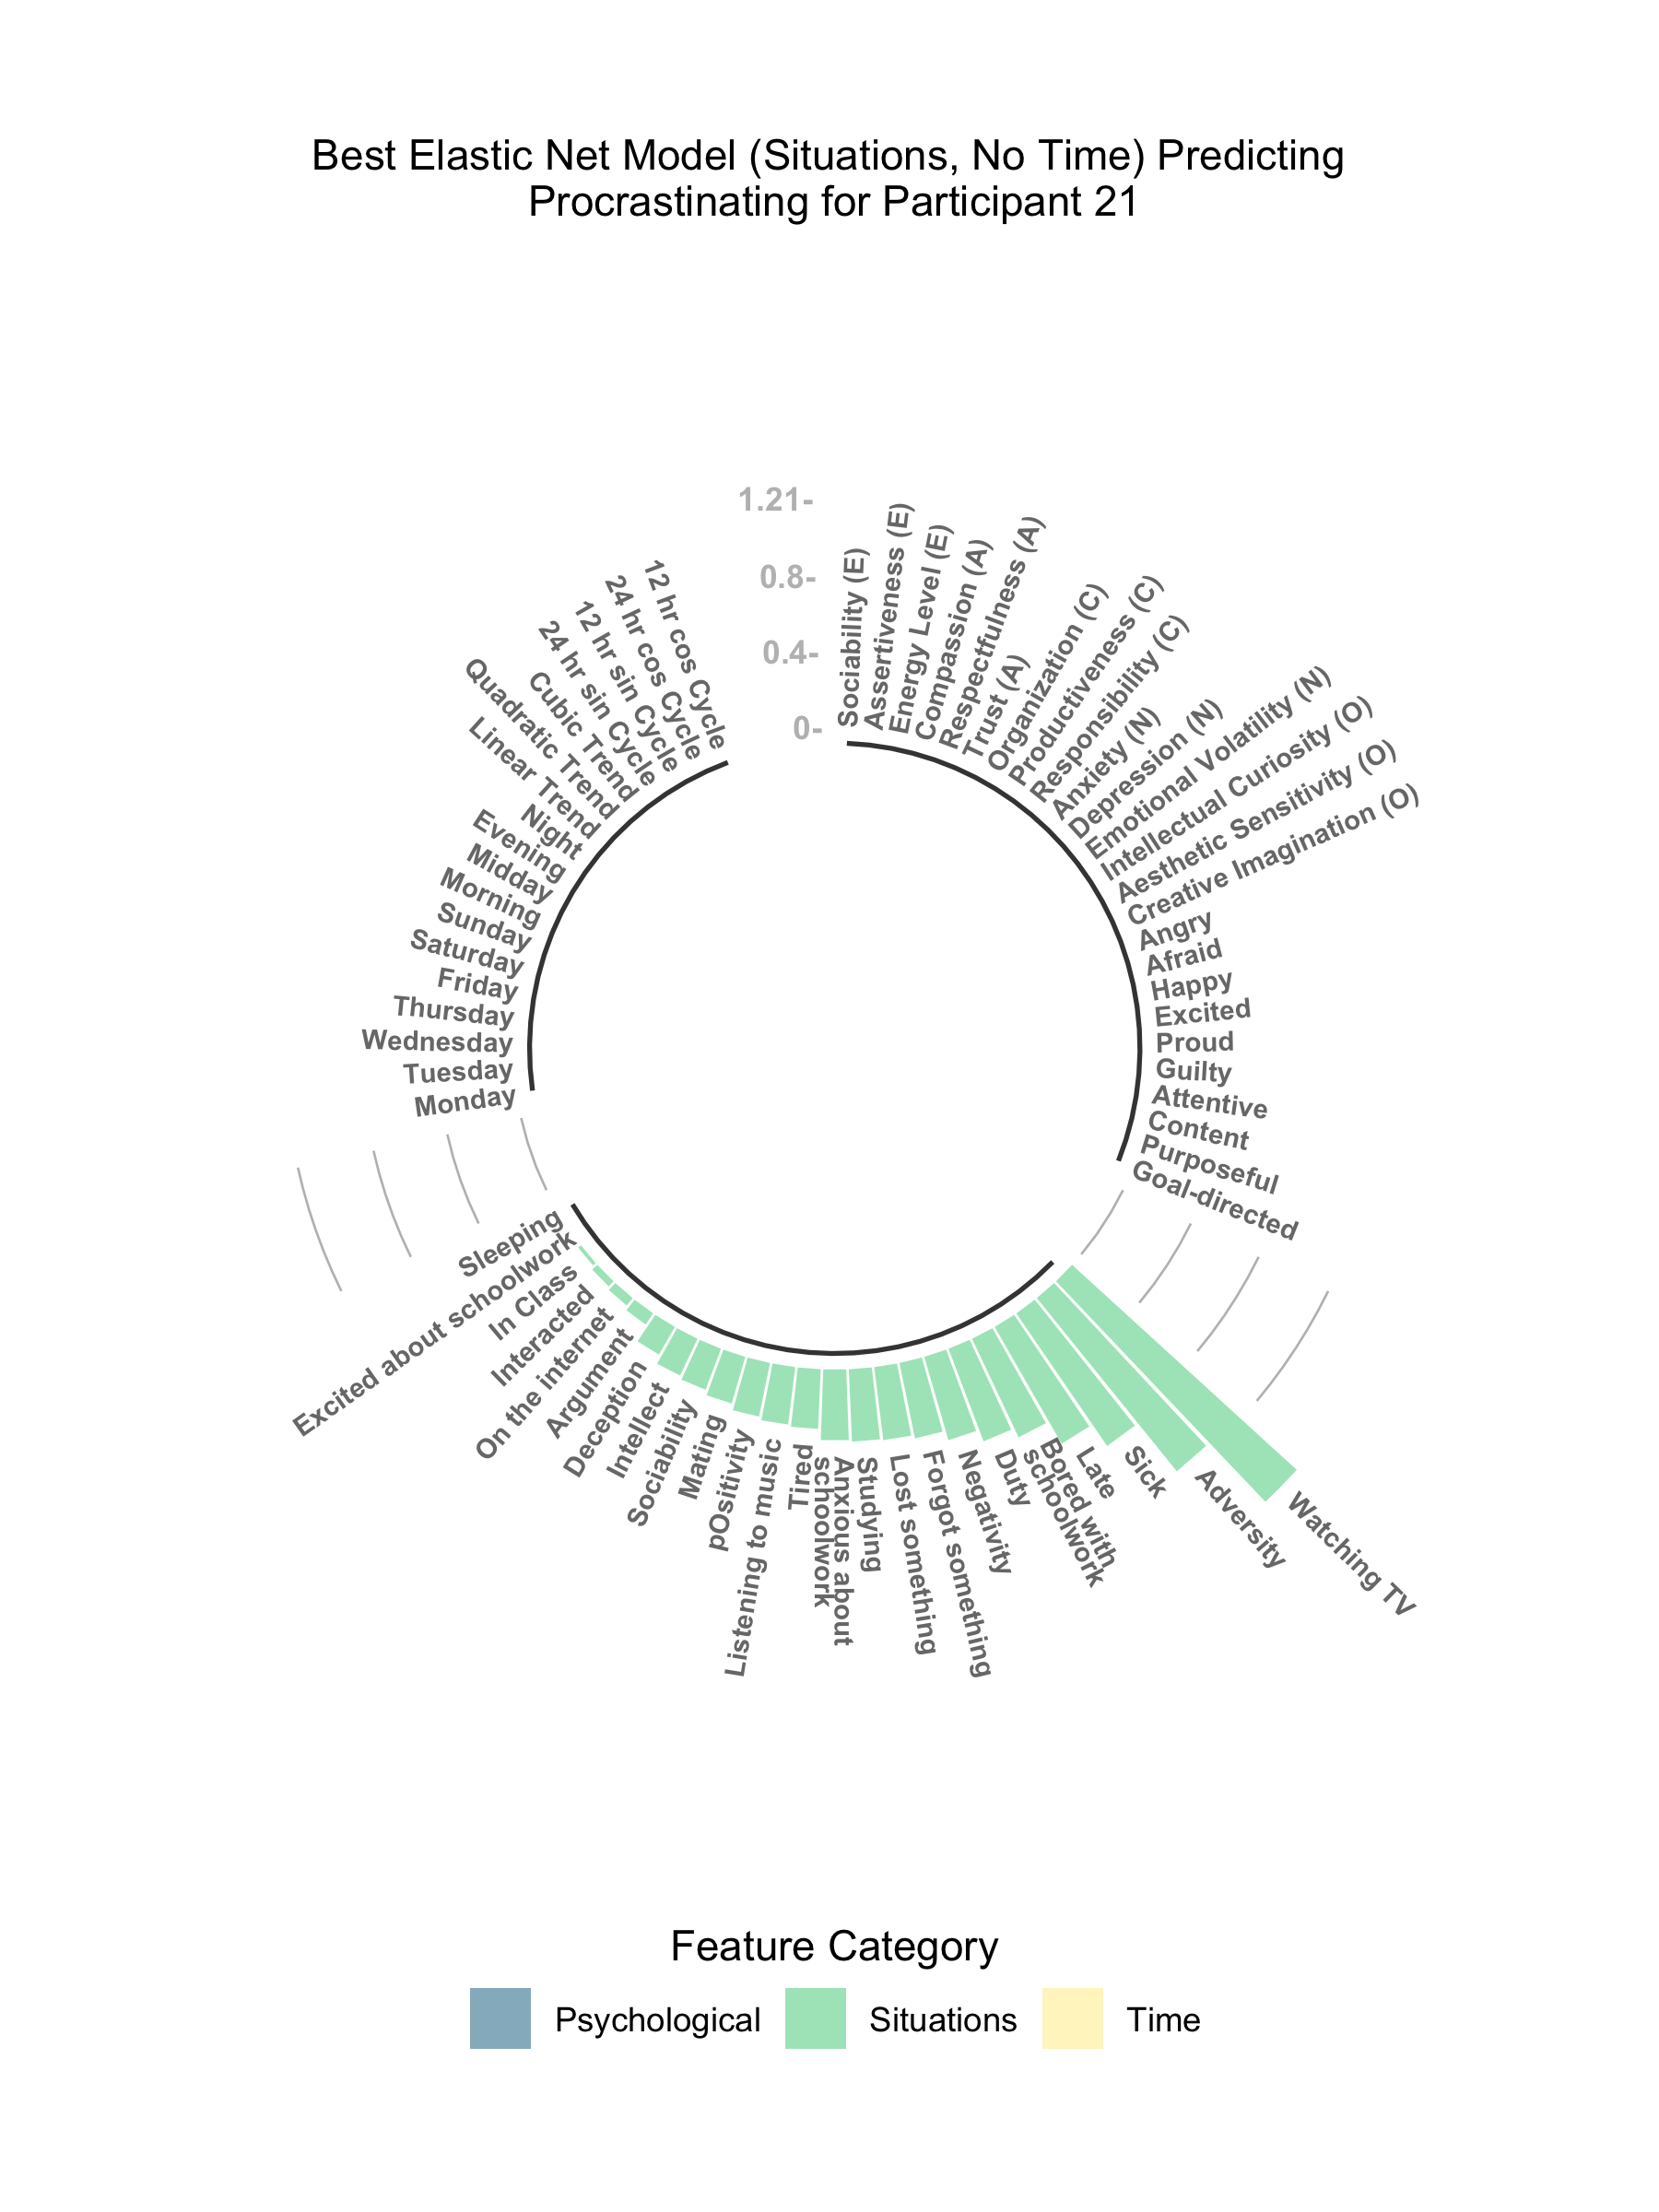 Best Elastic Net Model (Situations, No Time) Predicting
Procrastinating for Participant 21
1.21-
0.8-
0.4-
0-
Sociability (E)
Assertiveness (E)
Energy Level (E)
Compassion (A)
Respectfulness (A)
Trust (A)
Organization (C)
Productiveness (C)
Responsibility (C)
Anxiety (N)
Depression (N)
Emotional Volatility (N)
Intellectual Curiosity (O)
Aesthetic Sensitivity (O)
Creative Imagination (O)
Angry
Afraid
Happy
Excited
Proud
Guilty
Attentive
Content
Purposeful
Goal-directed
Watching TV
Adversity
Sick
Late
Bored with
schoolwork
Duty
Negativity
Forgot something
Lost something
Studying
Anxious about
schoolwork
Tired
Listening to music
pOsitivity
Mating
Sociability
Intellect
Deception
Argument
On the internet
Interacted
In Class
Excited about schoolwork
Sleeping
Monday
Tuesday
Wednesday
Thursday
Friday
Saturday
Sunday
Morning
Midday
Evening
Night
Linear Trend
Quadratic Trend
Cubic Trend
24 hr sin Cycle
12 hr sin Cycle
24 hr cos Cycle
12 hr cos Cycle
Feature Category
Psychological
Situations
Time